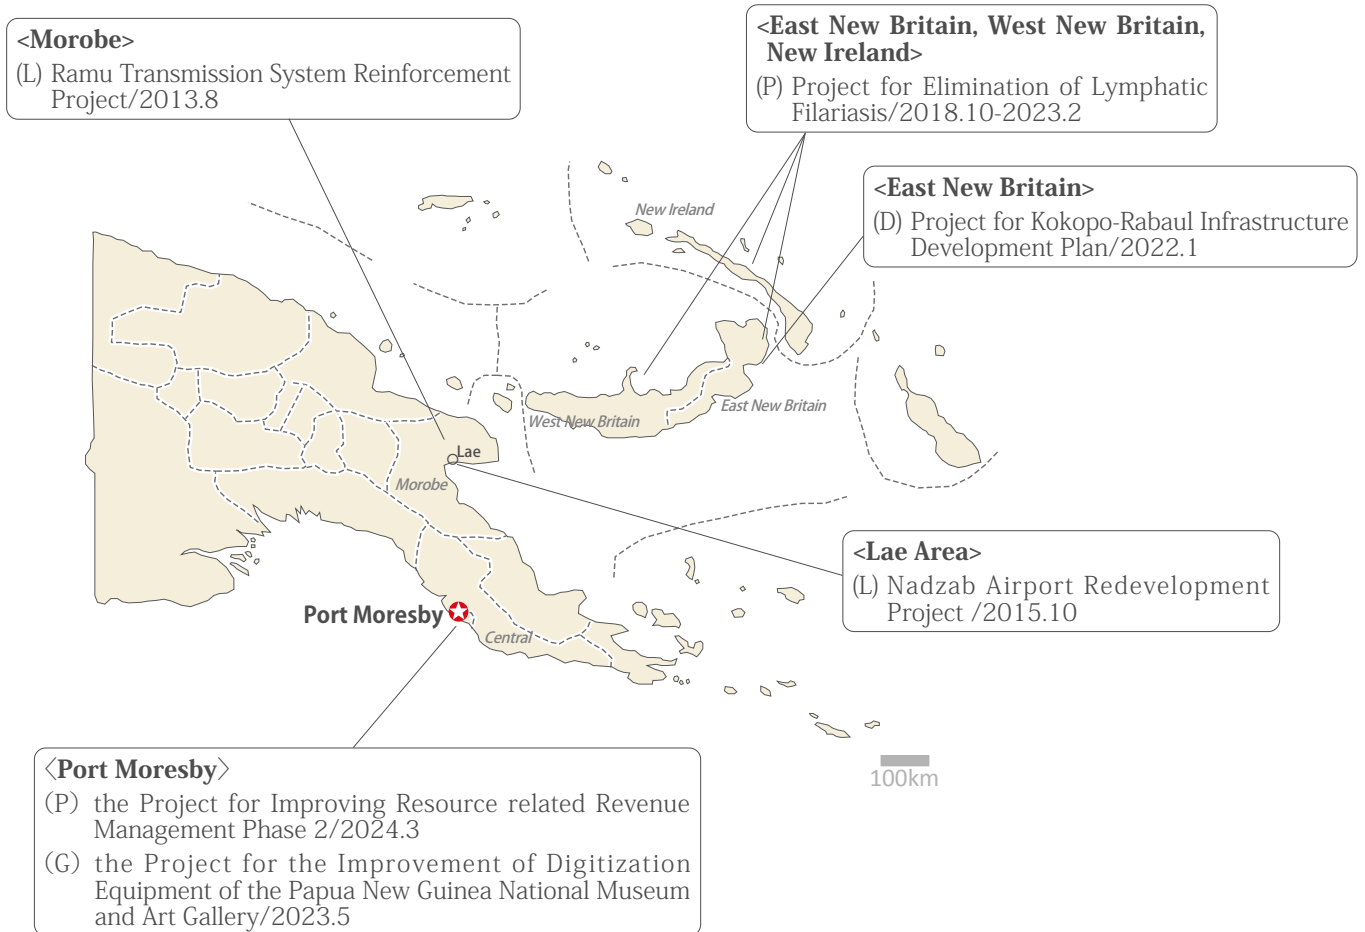 <Morobe>
(L) Ramu Transmission System Reinforcement
Project/2013.8
<East New Britain, West New Britain,
New Ireland>
(P) Project for Elimination of Lymphatic
Filariasis/2018.10-2023.2
<East New Britain>
(D) Project for Kokopo-Rabaul Infrastructure
Development Plan/2022.1
New Ireland
West New Britain
East New Britain
Lae
Morobe
<Lae Area>
(L) Nadzab Airport Redevelopment
Project /2015.10
Port Moresby
Central
〈Port Moresby〉
(P) the Project for Improving Resource related Revenue
Management Phase 2/2024.3
(G) the Project for the Improvement of Digitization
Equipment of the Papua New Guinea National Museum
and Art Gallery/2023.5
100km